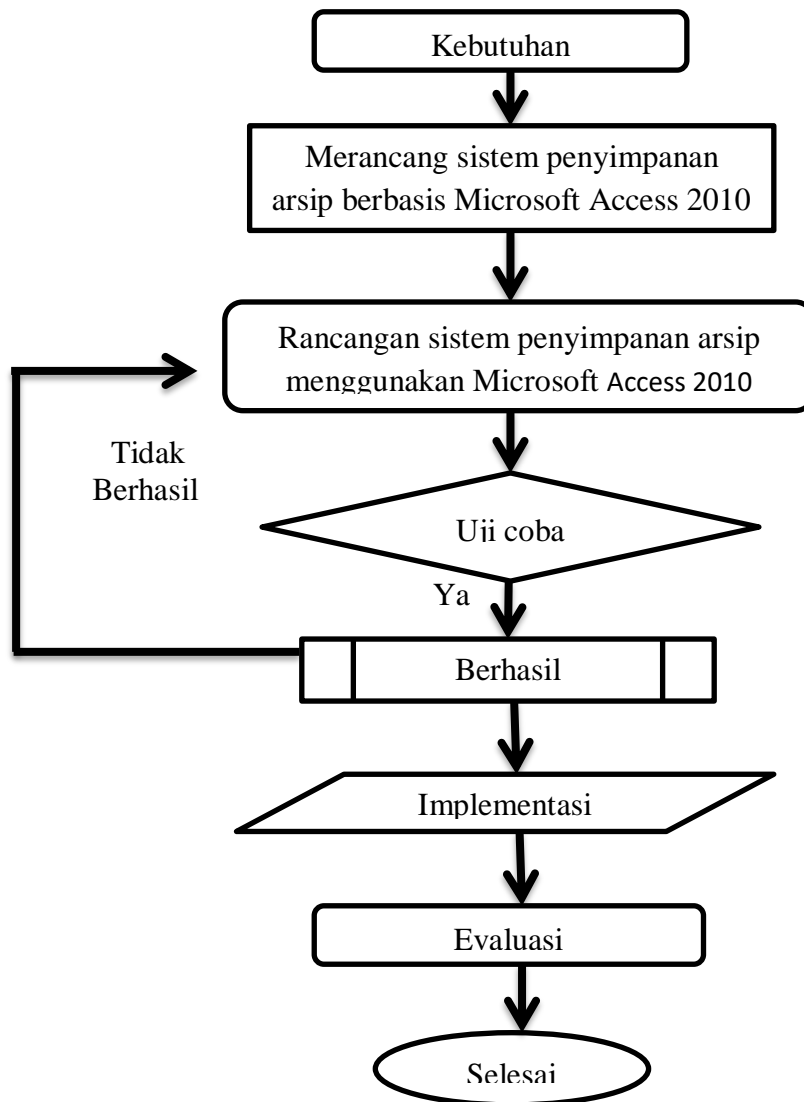 Kebutuhan
Merancang sistem penyimpanan
arsip berbasis Microsoft Access 2010
Rancangan sistem penyimpanan arsip
menggunakan Microsoft Access 2010
Tidak
Berhasil
Uji coba
Ya
Berhasil
Implementasi
Evaluasi
Selesai